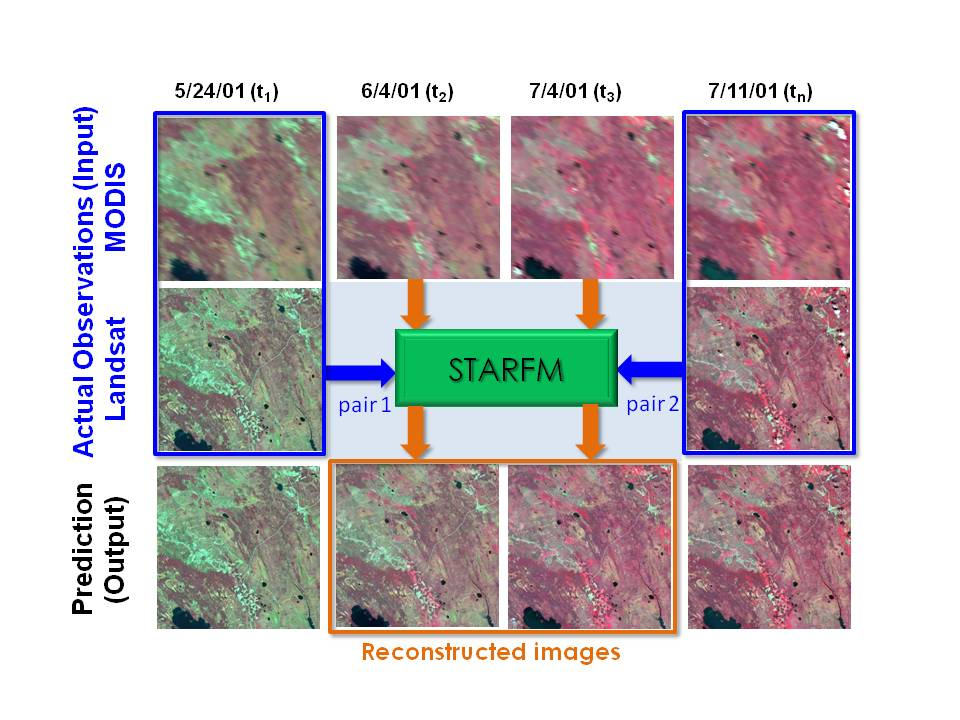 5/24/01 (t1)
6/4/01 (t2)
7/4/01 (t3)
7/11/01 (tn)
Actual Observations (Input)
Landsat MODIS
STARFM
pair 1
pair 2
Prediction
(Output)
Reconstructed images